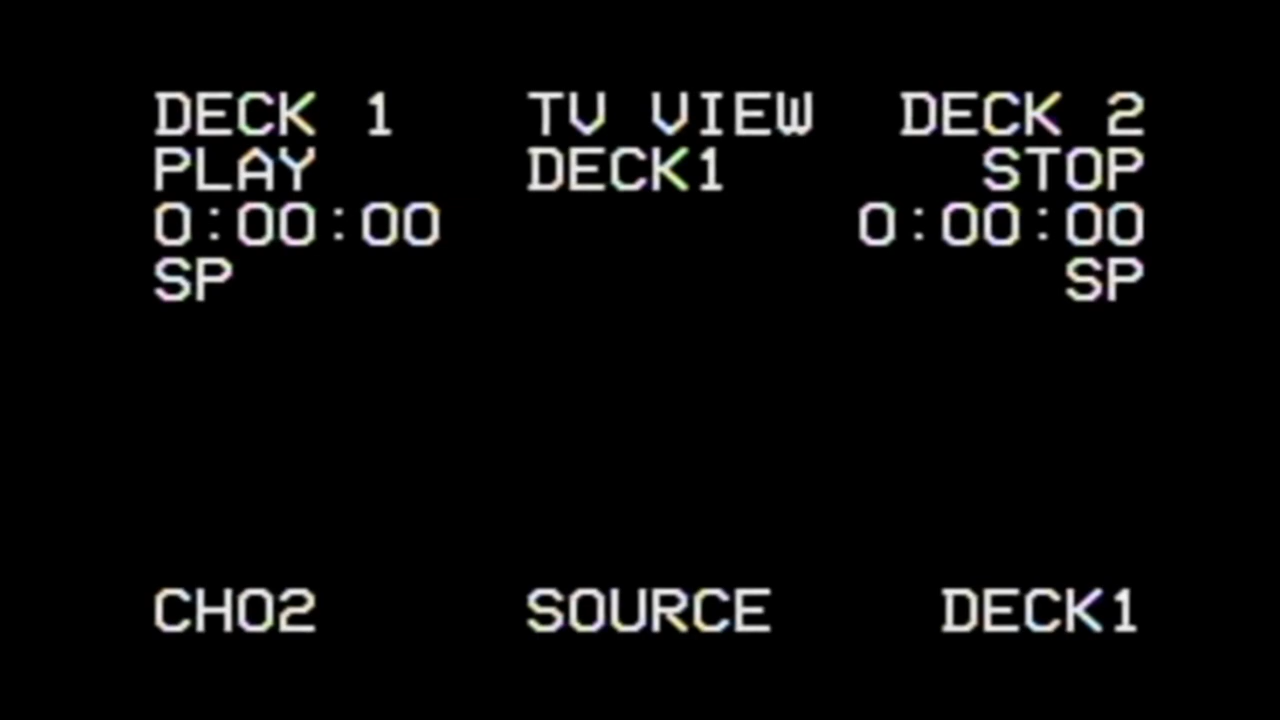 DECK 1 TV VIEW DECK 2
PLAY DECK1 STOP
0:00:00 0:00:00
SP SP
CH02 SOURCE DECK1